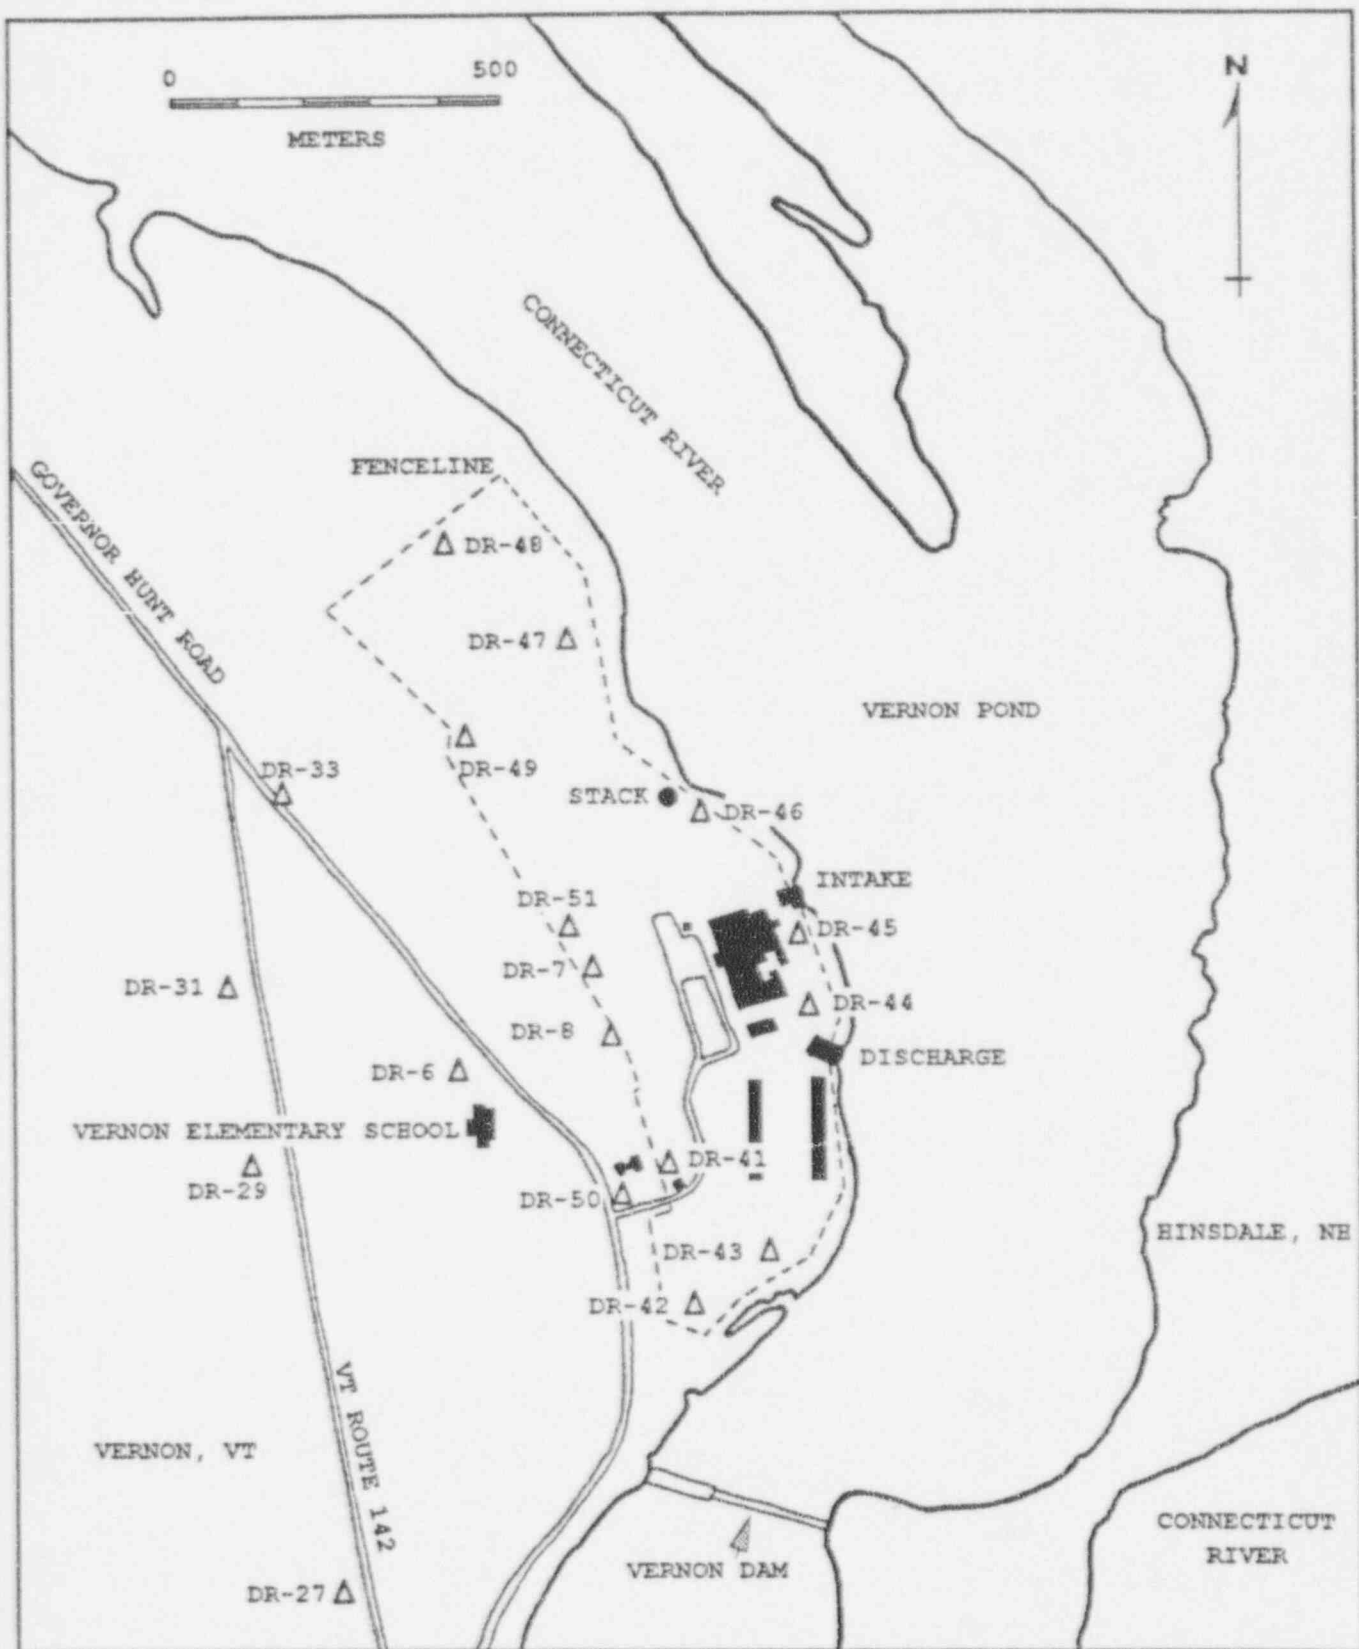 0 500
METERS
N
CONNECTICUT RIVER
FENCELINE
GOVERNOR HUNT ROAD
DR-48
DR-47
VERNON POND
DR-49
DR-33
STACK
DR-46
INTAKE
DR-51
DR-45
DR-7
DR-31
DR-44
DR-8
DISCHARGE
DR-6
VERNON ELEMENTARY SCHOOL
DR-41
DR-29
DR-50
HINSDALE, NH
DR-43
DR-42
VT ROUTE 142
VERNON, VT
CONNECTICUT
RIVER
VERNON DAM
DR-27